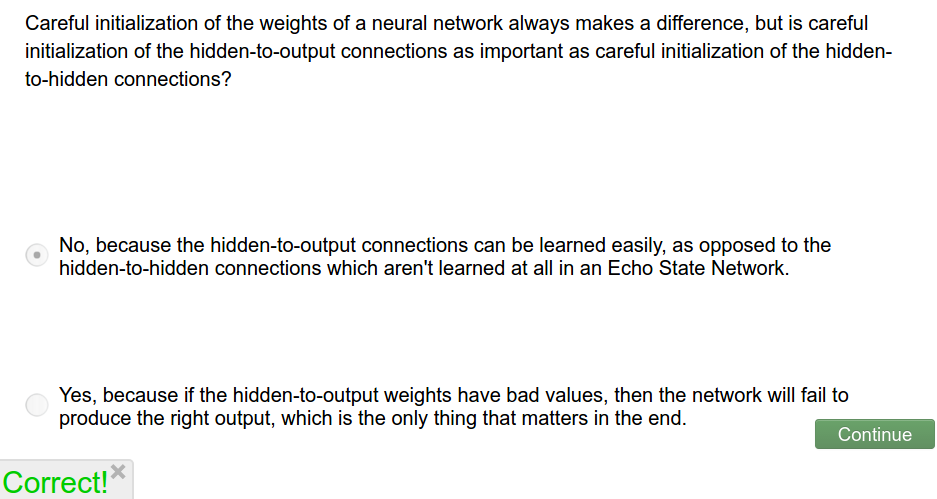 Careful initialization of the weights of a neural network always makes a difference, but is careful
initialization of the hidden-to-output connections as important as careful initialization of the hidden-
to-hidden connections?
No, because the hidden-to-output connections can be learned easily, as opposed to the
hidden-to-hidden connections which aren't learned at all in an Echo State Network.
Yes, because if the hidden-to-output weights have bad values, then the network will fail to
produce the right output, which is the only thing that matters in the end.
Continue
Correct!